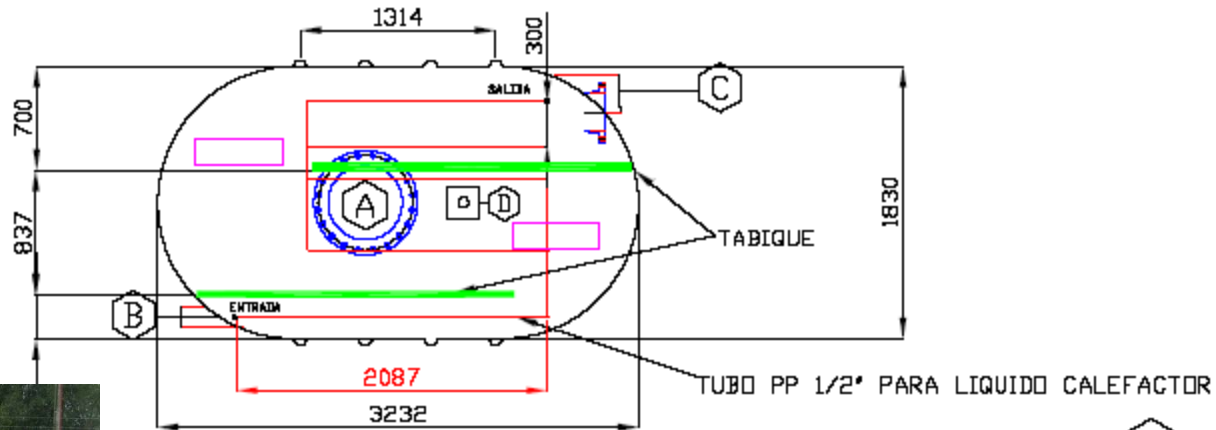 1314
300
SALIDA
C
700
A
D
837
1830
TABIQUE
ENTRADA
B
2087
TUBO PP 1/2" PARA LIQUIDO CALEFACTOR
3232